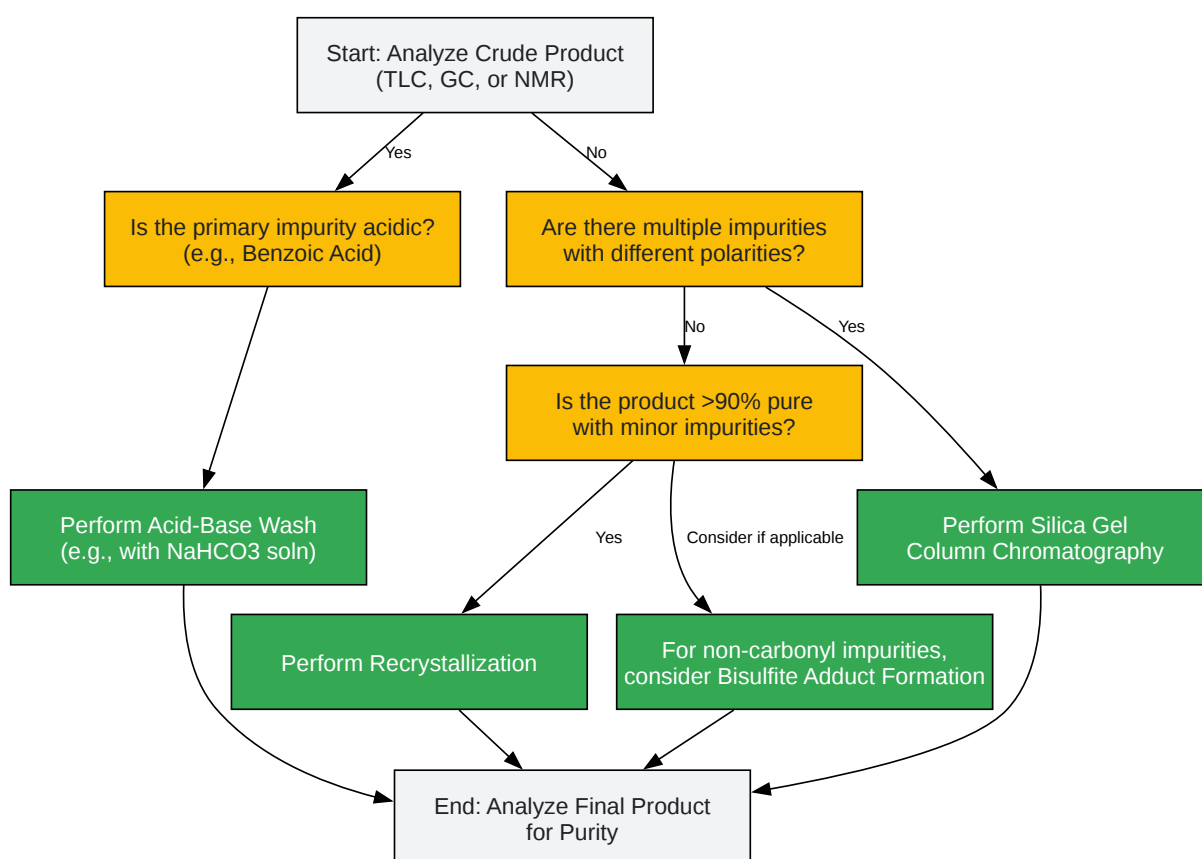 Start: Analyze Crude Product
(TLC, GC, or NMR)
Yes
No
Is the primary impurity acidic?
(e.g., Benzoic Acid)
Are there multiple impurities
with different polarities?
No
Yes
Is the product >90% pure
with minor impurities?
Perform Acid-Base Wash
(e.g., with NaHCO3 soln)
Yes
Consider if applicable
Perform Silica Gel
Column Chromatography
Perform Recrystallization
For non-carbonyl impurities,
consider Bisulfite Adduct Formation
End: Analyze Final Product
for Purity